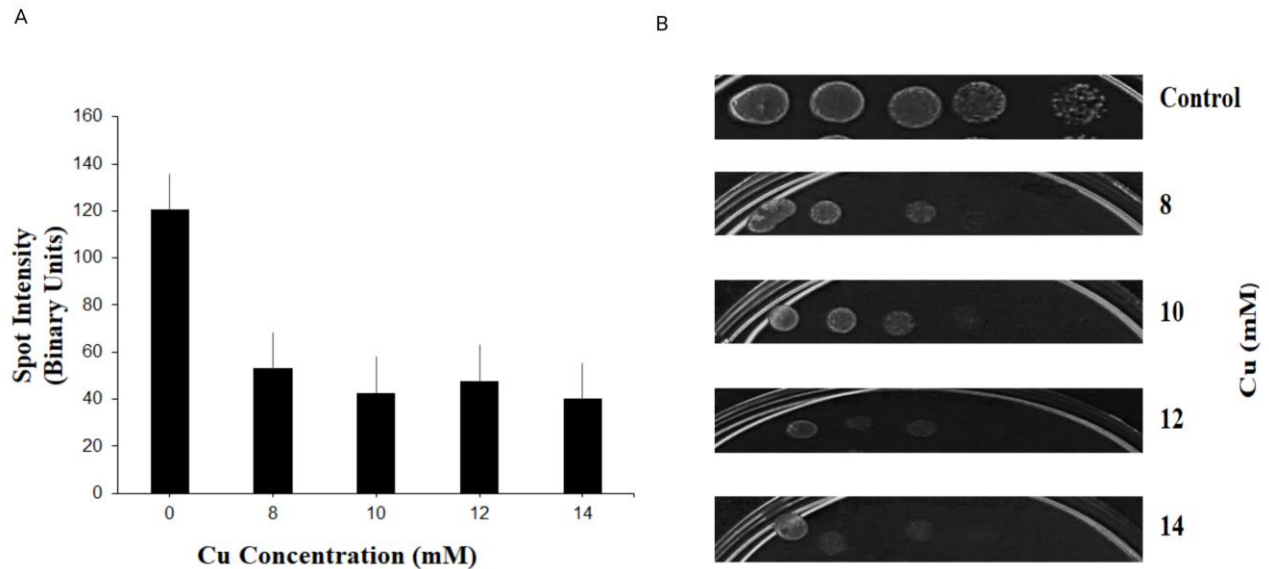 A
B
160
140
120
100
80
60
40
20
0
Spot Intensity
(Binary Units)
0 8 10 12 14
Cu Concentration (mM)
Control
8
10
12
14
Cu (mM)